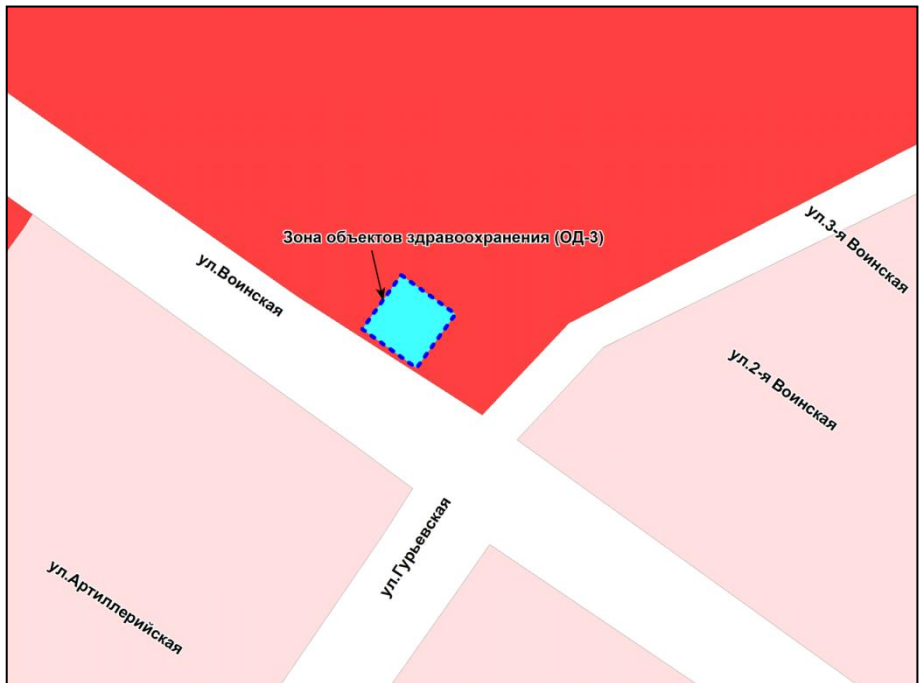 ул.3-я Воинская
Зона объектов здравоохранения (ОД-3)
ул.Воинская
ул.2-я Воинская
ул.Гурьевская
ул.Артиллерийская